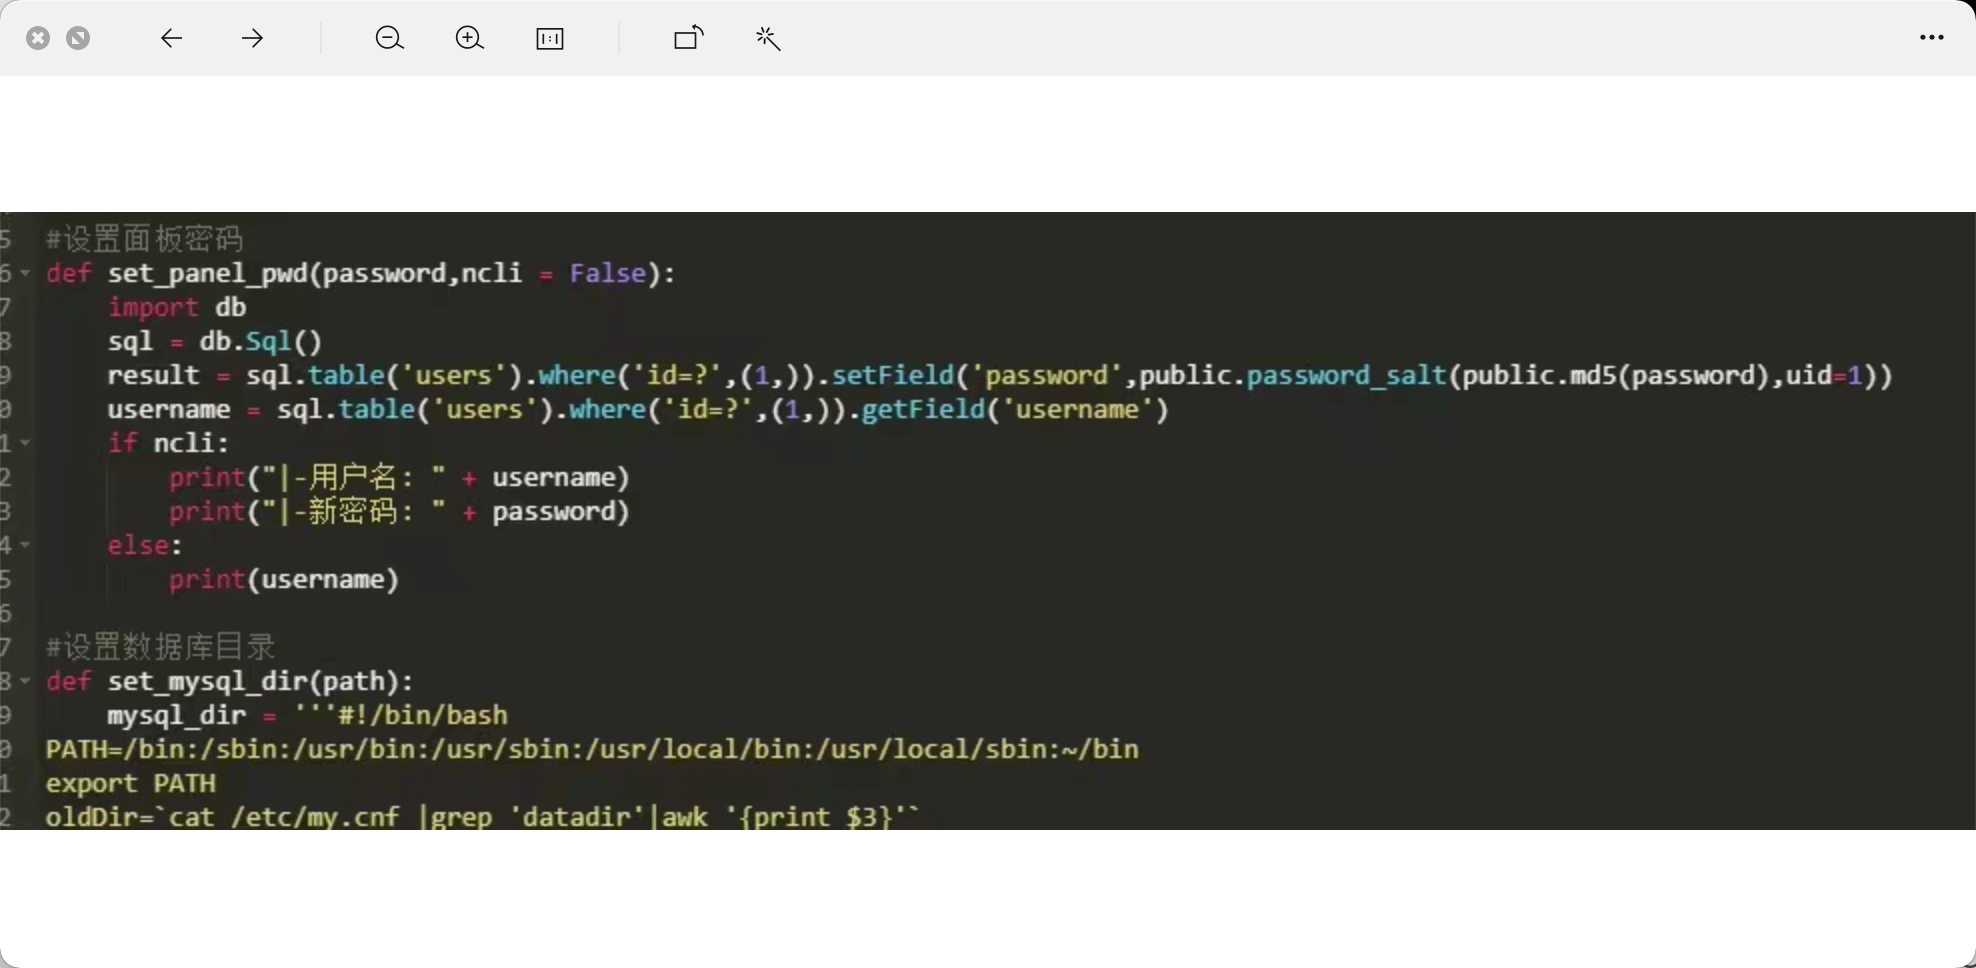 5 #设置面板密码
6 def set_panel_pwd(password,ncli = False):
7     import db
8     sql = db.Sql()
9     result = sql.table('users').where('id=?',(1,)).setField('password',public.password_salt(public.md5(password),uid=1))
0     username = sql.table('users').where('id=?',(1,)).getField('username')
1     if ncli:
2         print("|-用户名: " + username)
3         print("|-新密码: " + password)
4     else:
5         print(username)
6
7 #设置数据库目录
8 def set_mysql_dir(path):
9     mysql_dir = '''#!/bin/bash
0 PATH=/bin:/sbin:/usr/bin:/usr/sbin:/usr/local/bin:/usr/local/sbin:~/bin
1 export PATH
2 oldDir=`cat /etc/my.cnf |grep 'datadir'|awk '{print $3}'`